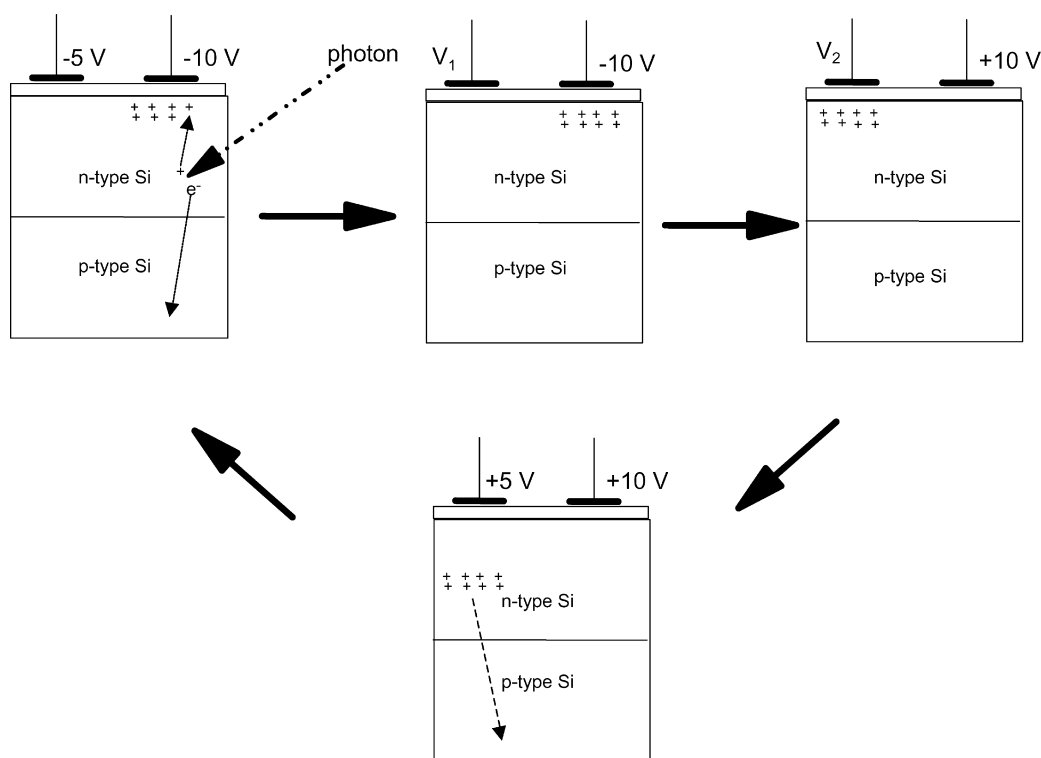 -5 V
-10 V
photon
+ + + +
+ + +
+
e-
n-type Si
p-type Si
V1
-10 V
+ + + +
+ + + +
n-type Si
p-type Si
V2
+10 V
+ + + +
+ + + +
n-type Si
p-type Si
+5 V
+10 V
+ + + +
+ + + +
n-type Si
p-type Si